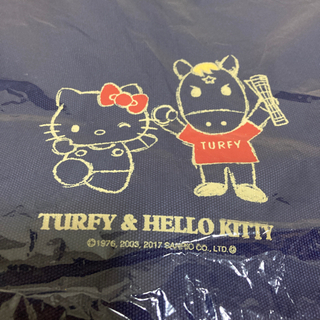 TURFY
TURFY & HELLO KITTY
©1976, 2003, 2017 SANRIO CO., LTD.